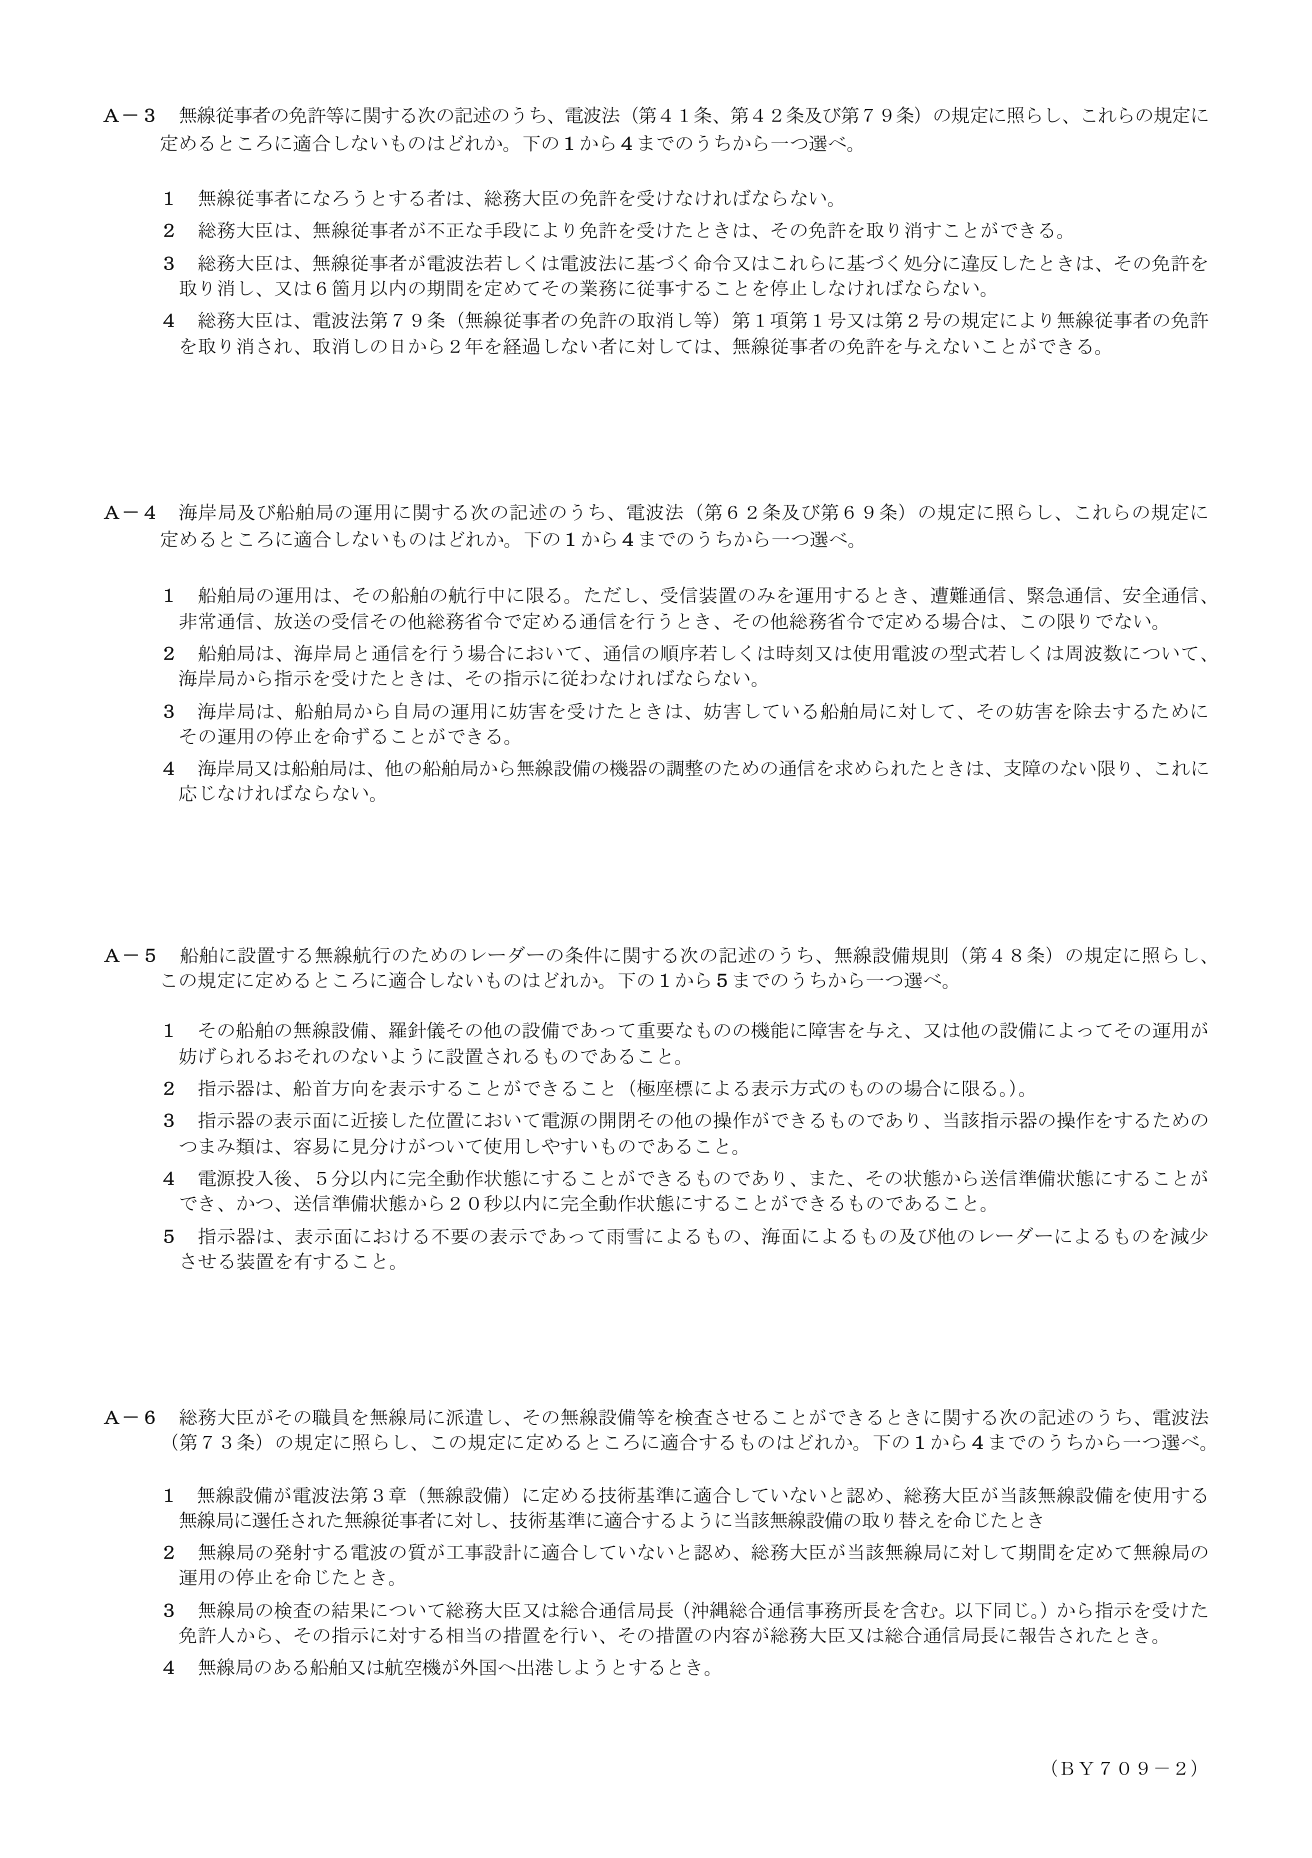 Ａ－３　無線従事者の免許等に関する次の記述のうち、電波法（第４１条、第４２条及び第７９条）の規定に照らし、これらの規定に
定めるところに適合しないものはどれか。下の１から４までのうちから一つ選べ。
１　無線従事者になろうとする者は、総務大臣の免許を受けなければならない。
２　総務大臣は、無線従事者が不正な手段により免許を受けたときは、その免許を取り消すことができる。
３　総務大臣は、無線従事者が電波法若しくは電波法に基づく命令又はこれらに基づく処分に違反したときは、その免許を
取り消し、又は６箇月以内の期間を定めてその業務に従事することを停止しなければならない。
４　総務大臣は、電波法第７９条（無線従事者の免許の取消し等）第１項第１号又は第２号の規定により無線従事者の免許
を取り消され、取消しの日から２年を経過しない者に対しては、無線従事者の免許を与えないことができる。
Ａ－４　海岸局及び船舶局の運用に関する次の記述のうち、電波法（第６２条及び第６９条）の規定に照らし、これらの規定に
定めるところに適合しないものはどれか。下の１から４までのうちから一つ選べ。
１　船舶局の運用は、その船舶の航行中に限る。ただし、受信装置のみを運用するとき、遭難通信、緊急通信、安全通信、
非常通信、放送の受信その他総務省令で定める通信を行うとき、その他総務省令で定める場合は、この限りでない。
２　船舶局は、海岸局と通信を行う場合において、通信の順序若しくは時刻又は使用電波の型式若しくは周波数について、
海岸局から指示を受けたときは、その指示に従わなければならない。
３　海岸局は、船舶局から自局の運用に妨害を受けたときは、妨害している船舶局に対して、その妨害を除去するために
その運用の停止を命ずることができる。
４　海岸局又は船舶局は、他の船舶局から無線設備の機器の調整のための通信を求められたときは、支障のない限り、これに
応じなければならない。
Ａ－５　船舶に設置する無線航行のためのレーダーの条件に関する次の記述のうち、無線設備規則（第４８条）の規定に照らし、
この規定に定めるところに適合しないものはどれか。下の１から５までのうちから一つ選べ。
１　その船舶の無線設備、羅針儀その他の設備であって重要なものの機能に障害を与え、又は他の設備によってその運用が
妨げられるおそれのないように設置されるものであること。
２　指示器は、船首方向を表示することができること（極座標による表示方式のものの場合に限る。）。
３　指示器の表示面に近接した位置において電源の開閉その他の操作ができるものであり、当該指示器の操作をするための
つまみ類は、容易に見分けがついて使用しやすいものであること。
４　電源投入後、５分以内に完全動作状態にすることができるものであり、また、その状態から送信準備状態にすることが
でき、かつ、送信準備状態から２０秒以内に完全動作状態にすることができるものであること。
５　指示器は、表示面における不要の表示であって雨雪によるもの、海面によるもの及び他のレーダーによるものを減少
させる装置を有すること。
Ａ－６　総務大臣がその職員を無線局に派遣し、その無線設備等を検査させることができるときに関する次の記述のうち、電波法
（第７３条）の規定に照らし、この規定に定めるところに適合するものはどれか。下の１から４までのうちから一つ選べ。
１　無線設備が電波法第３章（無線設備）に定める技術基準に適合していないと認め、総務大臣が当該無線設備を使用する
無線局に選任された無線従事者に対し、技術基準に適合するように当該無線設備の取り替えを命じたとき
２　無線局の発射する電波の質が工事設計に適合していないと認め、総務大臣が当該無線局に対して期間を定めて無線局の
運用の停止を命じたとき。
３　無線局の検査の結果について総務大臣又は総合通信局長（沖縄総合通信事務所長を含む。以下同じ。）から指示を受けた
免許人から、その指示に対する相当の措置を行い、その措置の内容が総務大臣又は総合通信局長に報告されたとき。
４　無線局のある船舶又は航空機が外国へ出港しようとするとき。
（ＢＹ７０９－２）